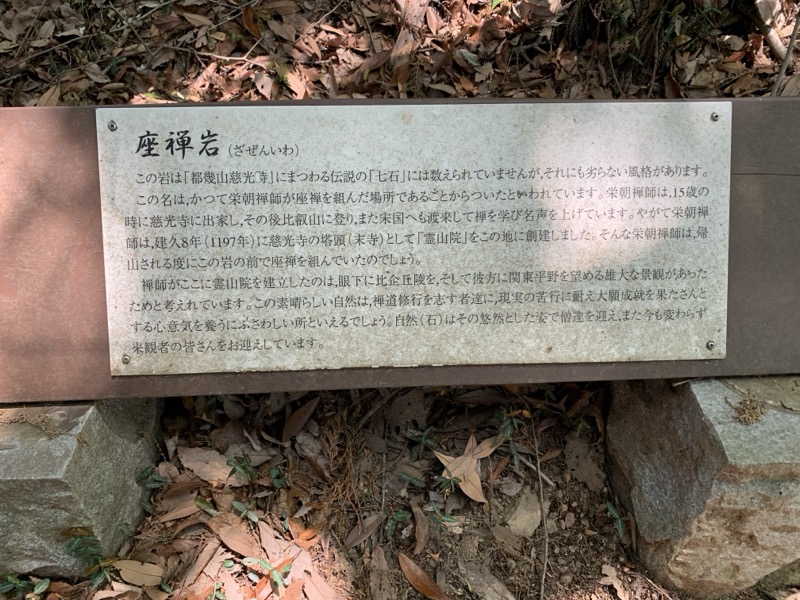 座禅岩（ざぜんいわ）
この岩は「都幾山慈光寺」にまつわる伝説の「七石」には数えられていませんが、それにも劣らない風格があります。
この名は、かつて栄朝禅師が座禅を組んだ場所であることからついたといわれています。栄朝禅師は、15歳の
時に慈光寺に出家し、その後比叡山に登り、また宋国へも渡来して禅を学び名声を上げています。やがて栄朝禅
師は、建久8年（1197年）に慈光寺の塔頭（末寺）として「霊山院」をこの地に創建しました。そんな栄朝禅師は、帰
山される度にこの岩の前で座禅を組んでいたのでしょう。
禅師がここに霊山院を建立したのは、眼下に比企丘陵を、そして彼方に関東平野を望める雄大な景観があった
ためと考えれています。この素晴らしい自然は、禅道修行を志す者達に、現実の苦行に耐え大願成就を果たさんと
する心意気を養うにふさわしい所といえるでしょう。自然（石）はその悠然とした姿で僧達を迎え、また今も変わらず
来観者の皆さんをお迎えしています。